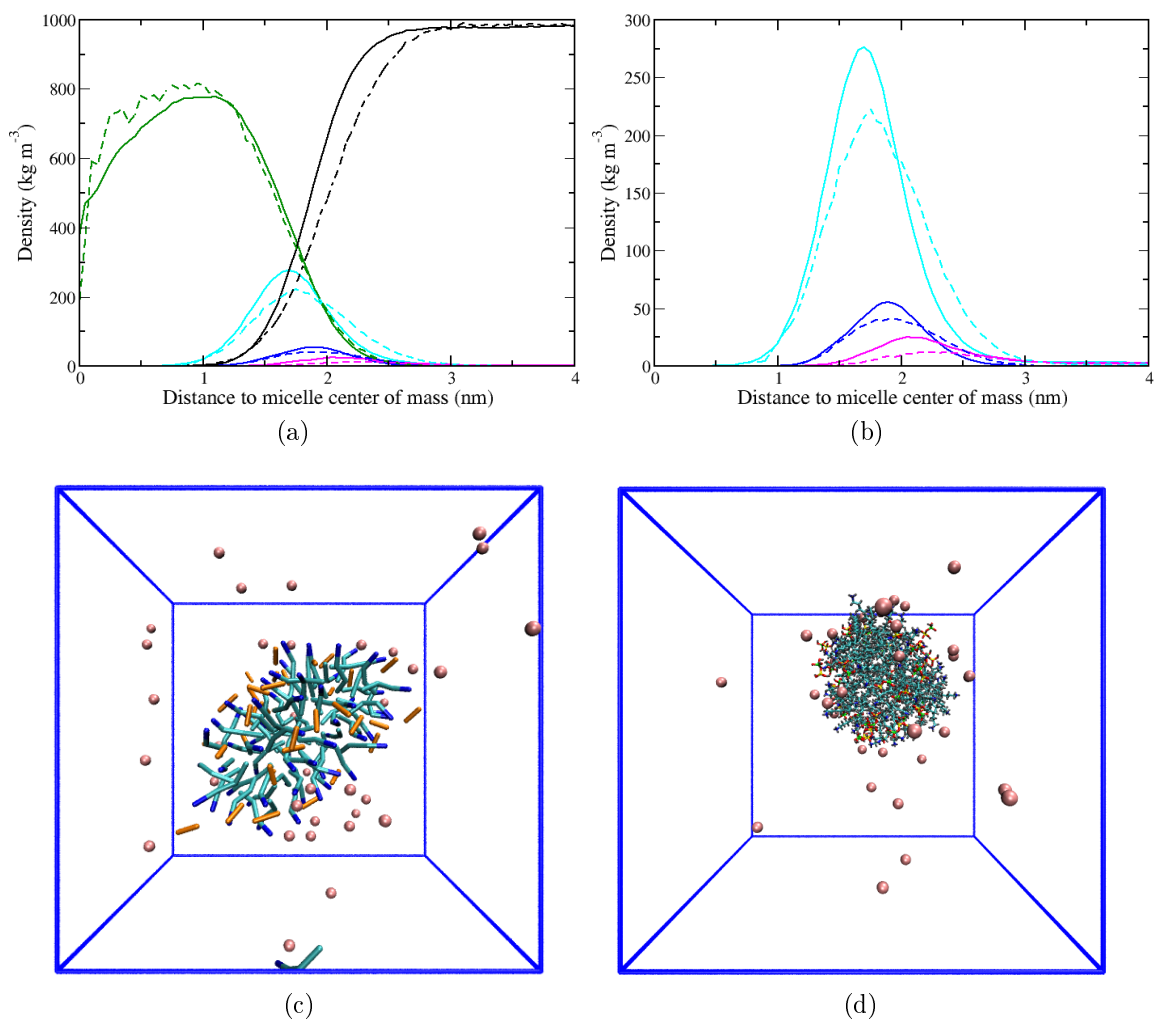 1000
800
600
400
200
0
Density (kg m⁻³)
0 1 2 3 4
Distance to micelle center of mass (nm)
(a)
300
250
200
150
100
50
0
Density (kg m⁻³)
0 1 2 3 4
Distance to micelle center of mass (nm)
(b)
(c)
(d)